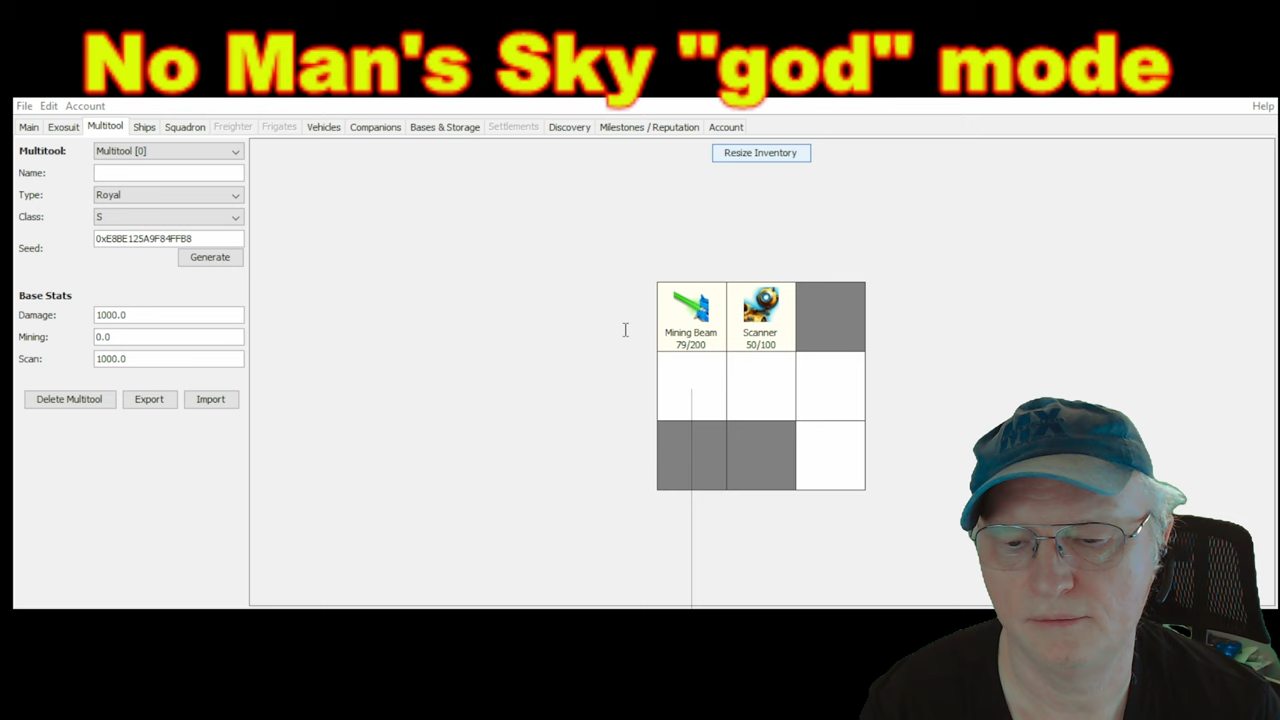 No Man's Sky "god" mode
File Edit Account Help
Main Exosuit Multitool Ships Squadron Freighter Frigates Vehicles Companions Bases & Storage Settlements Discovery Milestones / Reputation Account
Multitool: Multitool [0]
Resize Inventory
Name:
Type: Royal
Class: S
Seed: 0xE8BE125A9F84FFB8
Generate
Base Stats
Damage: 1000.0
Mining: 0.0
Scan: 1000.0
Delete Multitool Export Import
Mining Beam
79/200
Scanner
50/100
MX